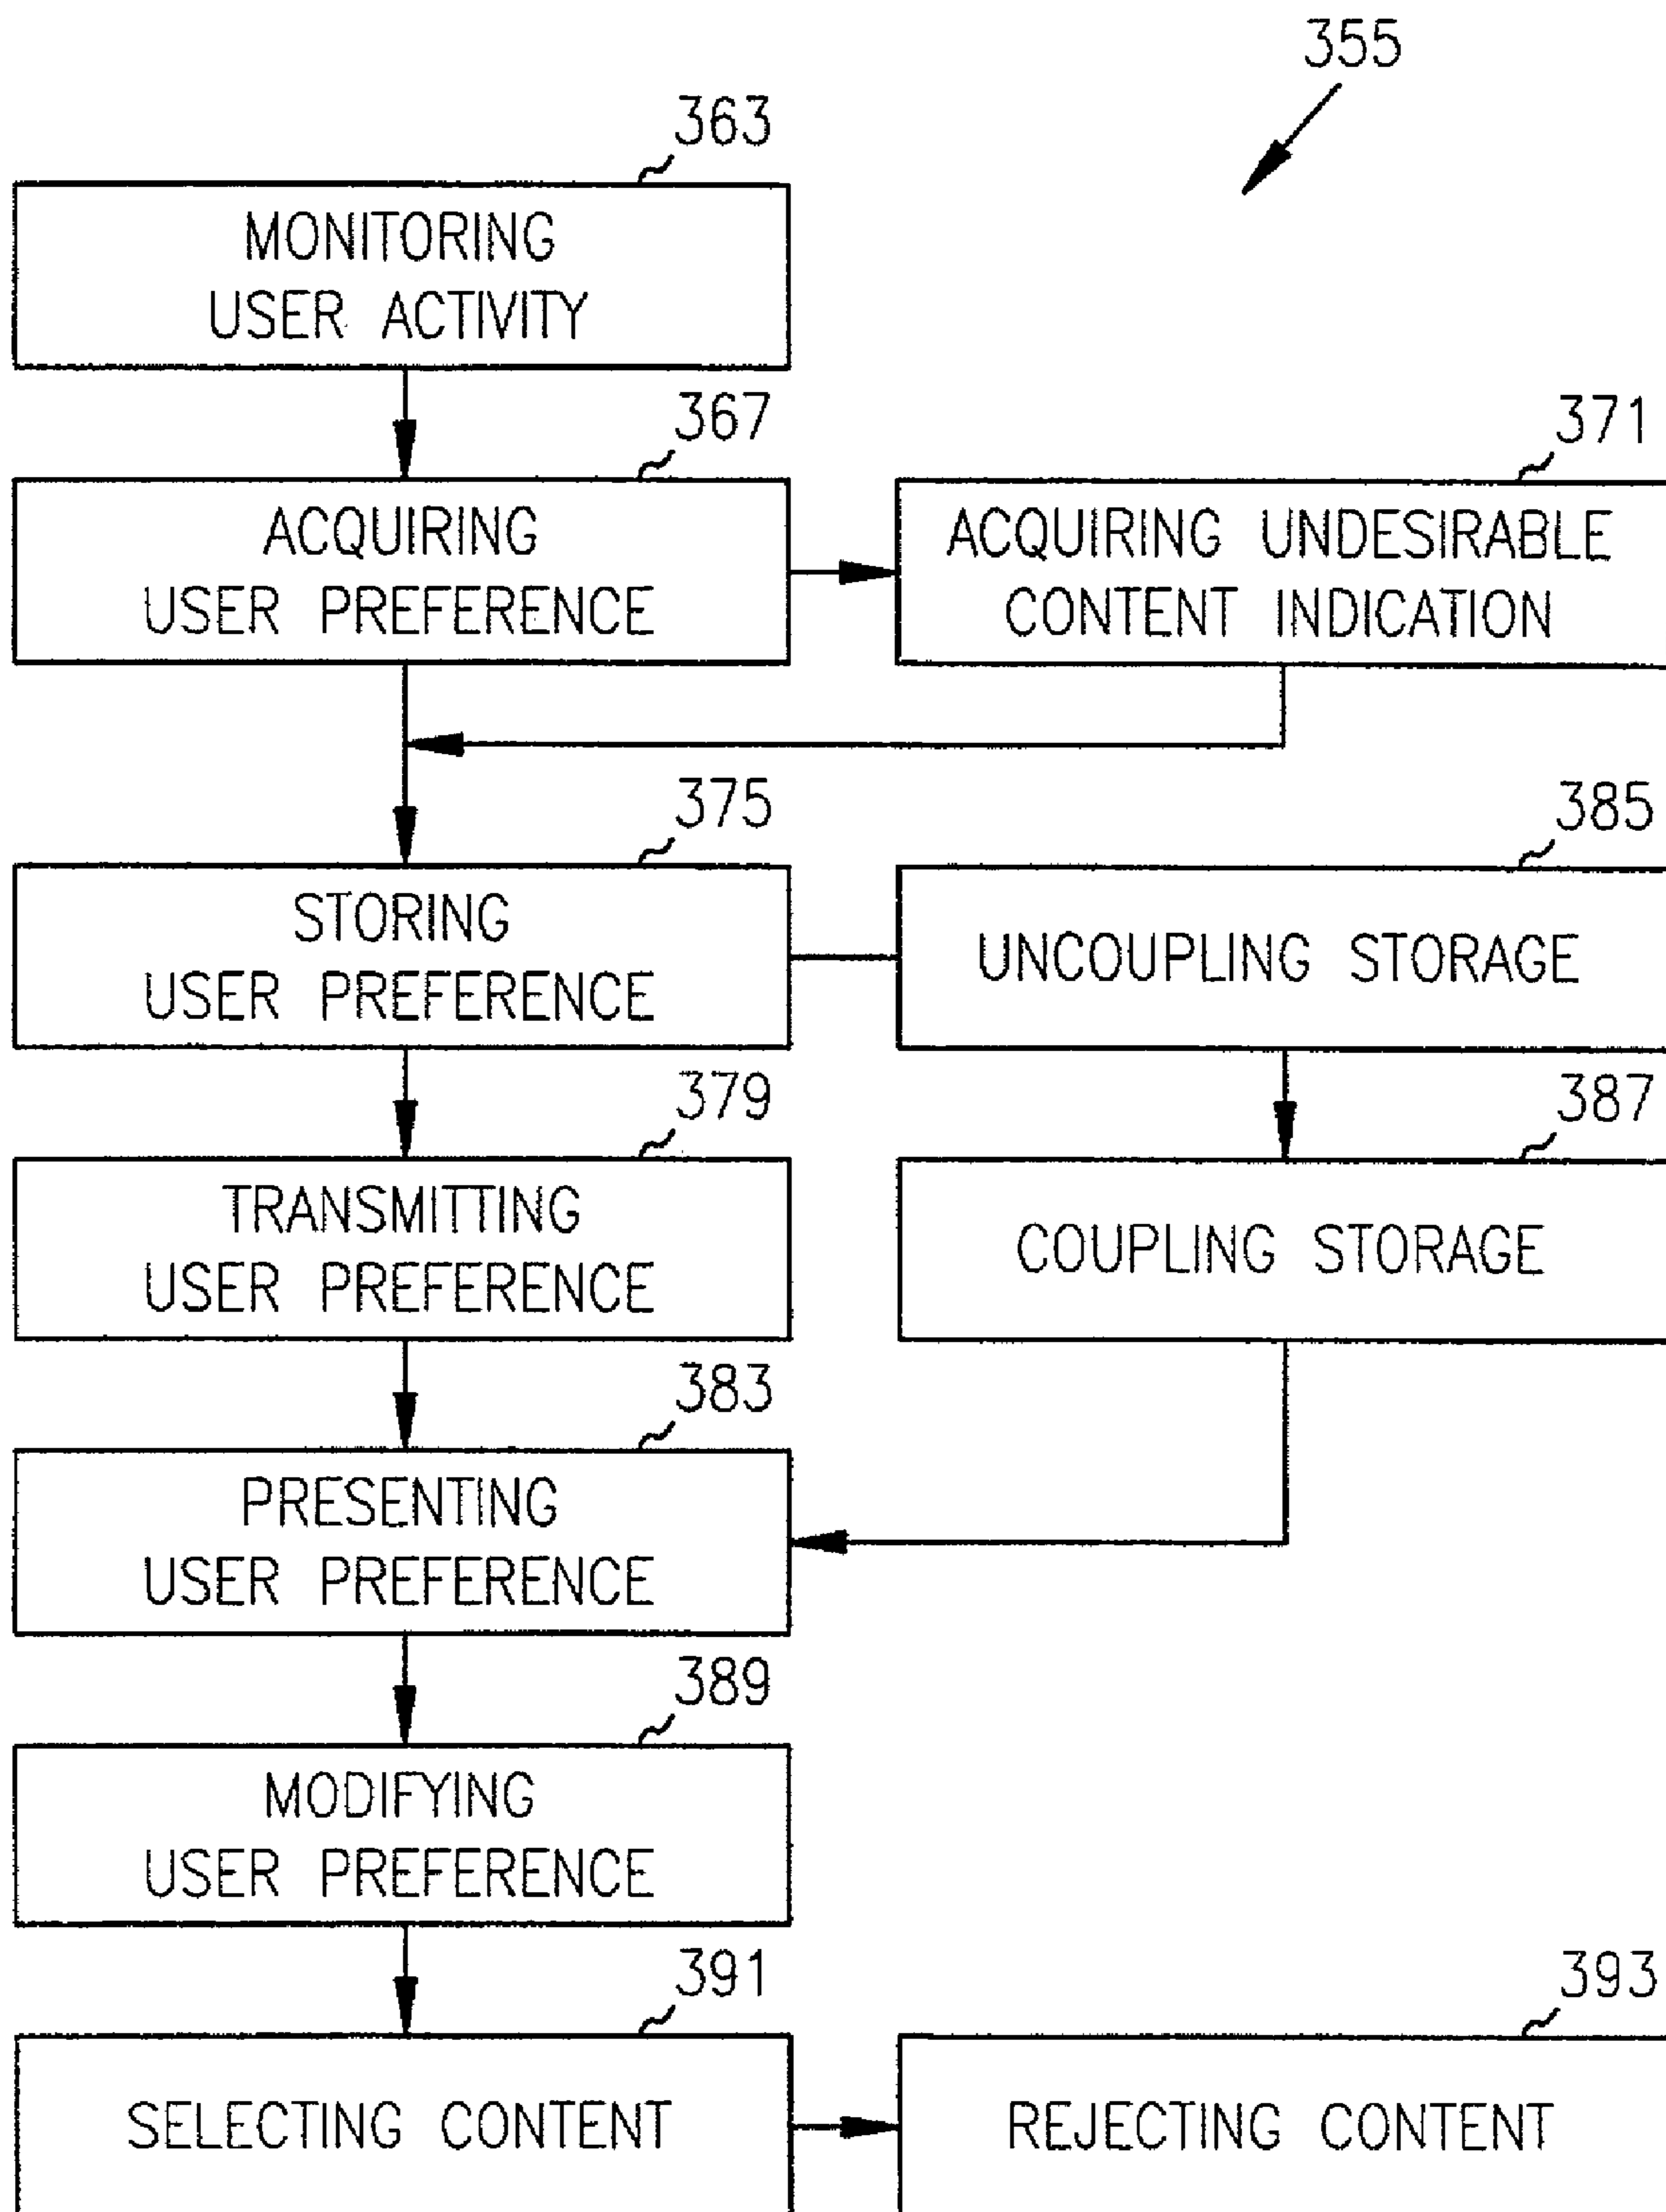 355
363
MONITORING
USER ACTIVITY
367
ACQUIRING
USER PREFERENCE
371
ACQUIRING UNDESIRABLE
CONTENT INDICATION
375
STORING
USER PREFERENCE
385
UNCOUPLING STORAGE
379
TRANSMITTING
USER PREFERENCE
387
COUPLING STORAGE
383
PRESENTING
USER PREFERENCE
389
MODIFYING
USER PREFERENCE
391
SELECTING CONTENT
393
REJECTING CONTENT